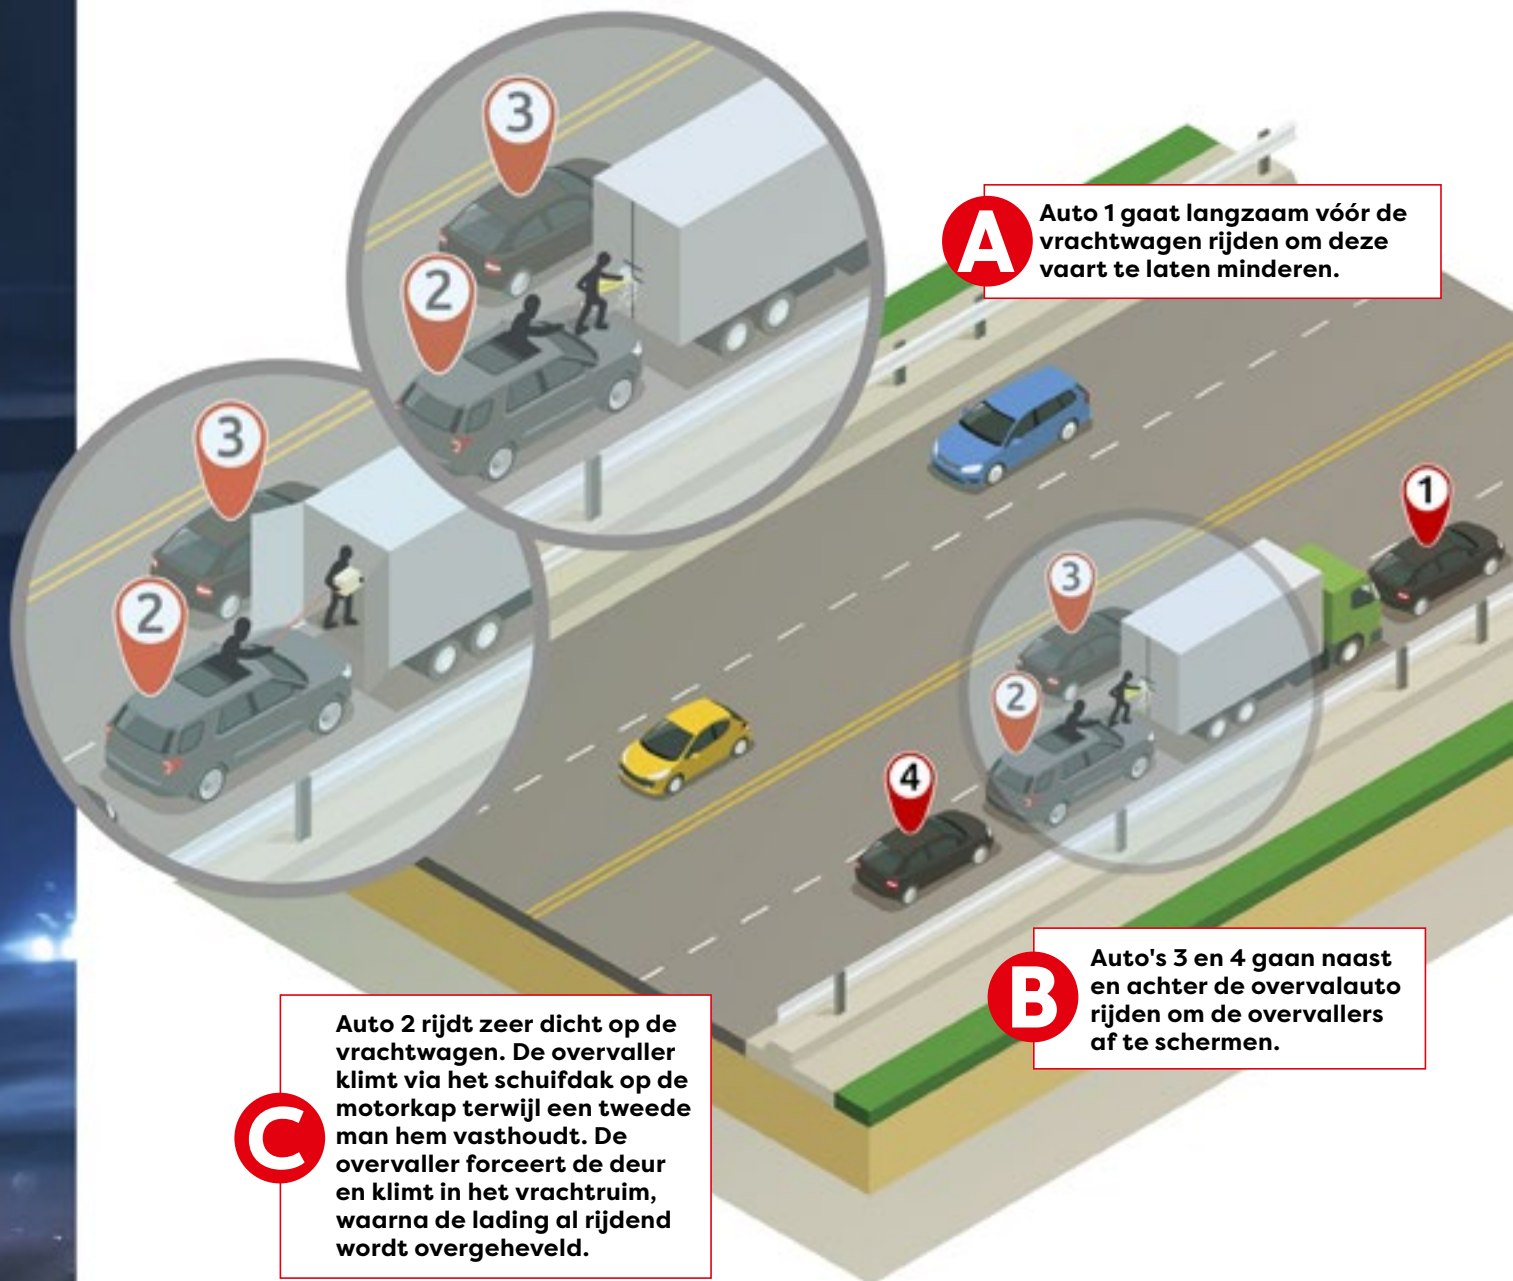 3
2
3
2
A
Auto 1 gaat langzaam vóór de
vrachtwagen rijden om deze
vaart te laten minderen.
1
3
2
4
B
Auto's 3 en 4 gaan naast
en achter de overvalauto
rijden om de overvallers
af te schermen.
C
Auto 2 rijdt zeer dicht op de
vrachtwagen. De overvaller
klimt via het schuifdak op de
motorkap terwijl een tweede
man hem vasthoudt. De
overvaller forceert de deur
en klimt in het vrachtruim,
waarna de lading al rijdend
wordt overgeheveld.